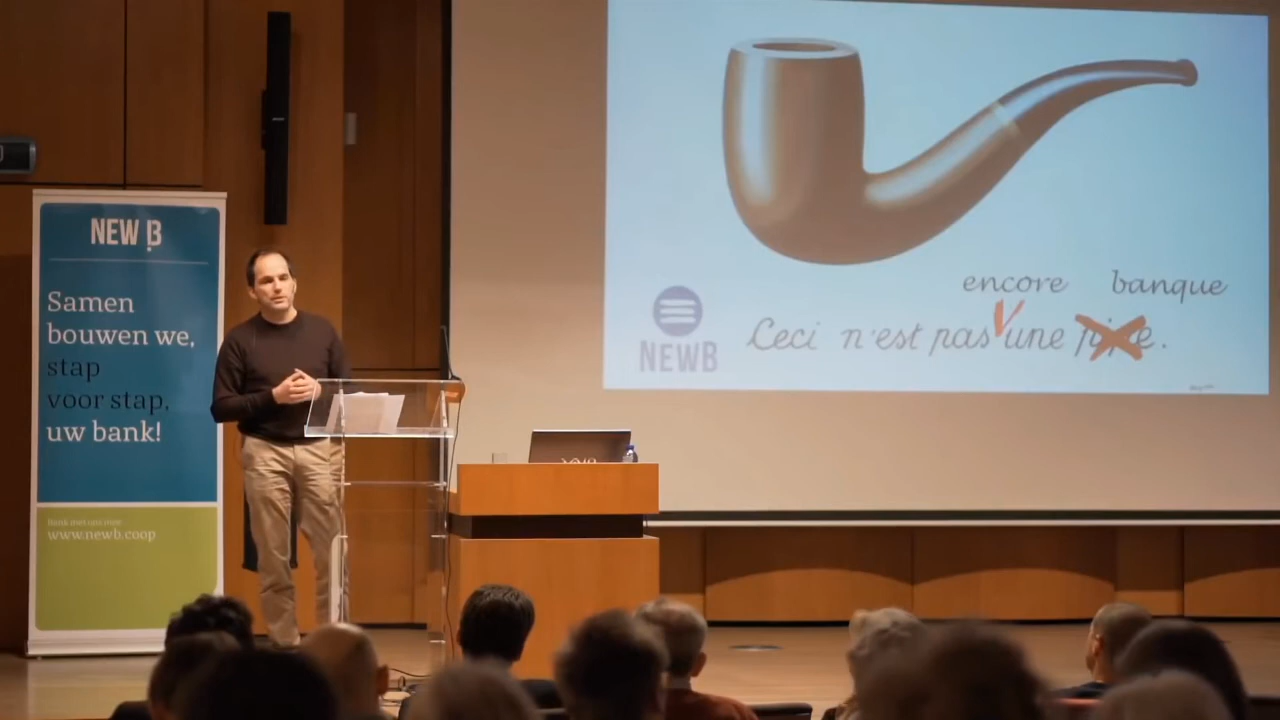 NEW B
Samen
bouwen we,
stap
voor stap,
uw bank!
www.newb.coop
encore banque
Ceci n'est pas V une pipe.
NEWB